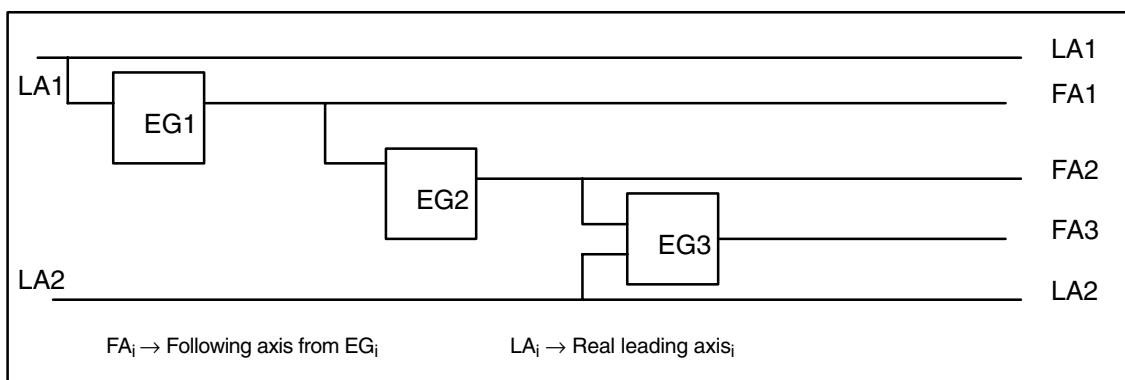 LA1
LA1
EG1
FA1
EG2
FA2
EG3
FA3
LA2
LA2
FAi → Following axis from EGi
LAi → Real leading axisi